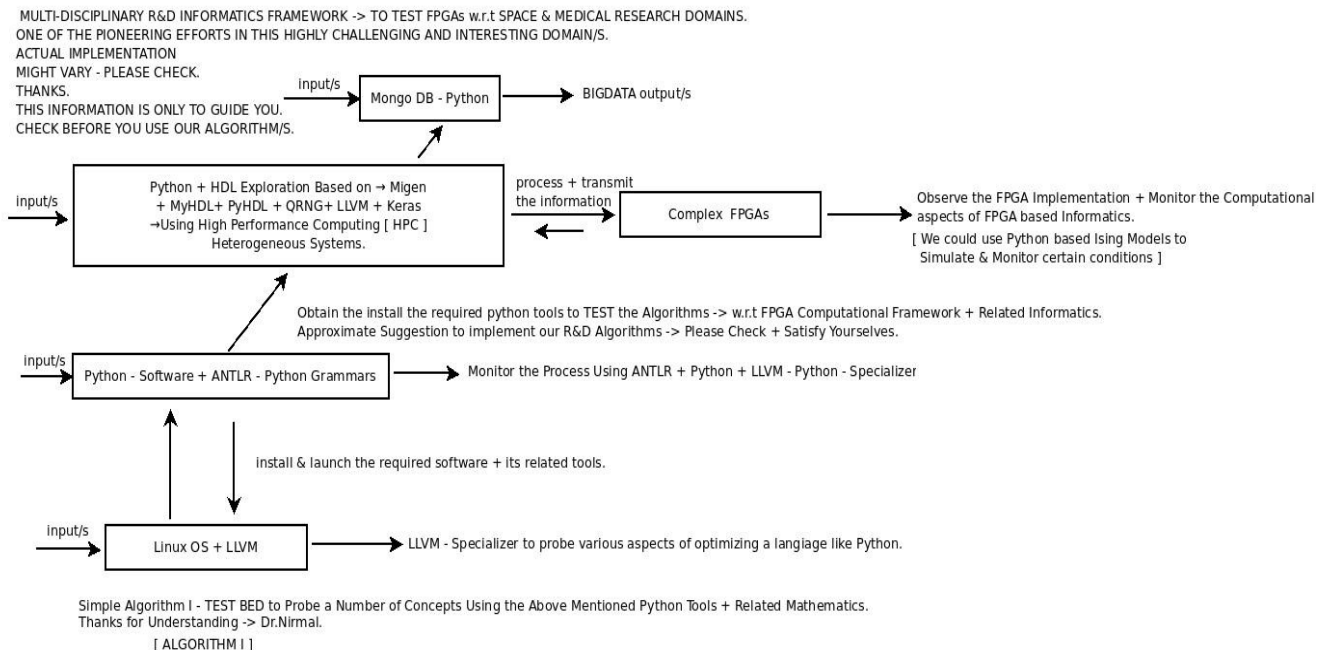 MULTI-DISCIPLINARY R&D INFORMATICS FRAMEWORK -> TO TEST FPGAs w.r.t SPACE & MEDICAL RESEARCH DOMAINS.
ONE OF THE PIONEERING EFFORTS IN THIS HIGHLY CHALLENGING AND INTERESTING DOMAIN/S.
ACTUAL IMPLEMENTATION
MIGHT VARY - PLEASE CHECK.
THANKS.
THIS INFORMATION IS ONLY TO GUIDE YOU.
CHECK BEFORE YOU USE OUR ALGORITHM/S.
input/s
Mongo DB - Python
BIGDATA output/s
input/s
Python + HDL Exploration Based on → Migen
+ MyHDL+ PyHDL + QRNG+ LLVM + Keras
→Using High Performance Computing [ HPC ]
Heterogeneous Systems.
process + transmit
the information
Complex FPGAs
Observe the FPGA Implementation + Monitor the Computational
aspects of FPGA based Informatics.
[ We could use Python based Ising Models to
Simulate & Monitor certain conditions ]
Obtain the install the required python tools to TEST the Algorithms -> w.r.t FPGA Computational Framework + Related Informatics.
Approximate Suggestion to implement our R&D Algorithms -> Please Check + Satisfy Yourselves.
input/s
Python - Software + ANTLR - Python Grammars
Monitor the Process Using ANTLR + Python + LLVM - Python - Specializer
install & launch the required software + its related tools.
input/s
Linux OS + LLVM
LLVM - Specializer to probe various aspects of optimizing a langiage like Python.
Simple Algorithm I - TEST BED to Probe a Number of Concepts Using the Above Mentioned Python Tools + Related Mathematics.
Thanks for Understanding -> Dr.Nirmal.
[ ALGORITHM I ]